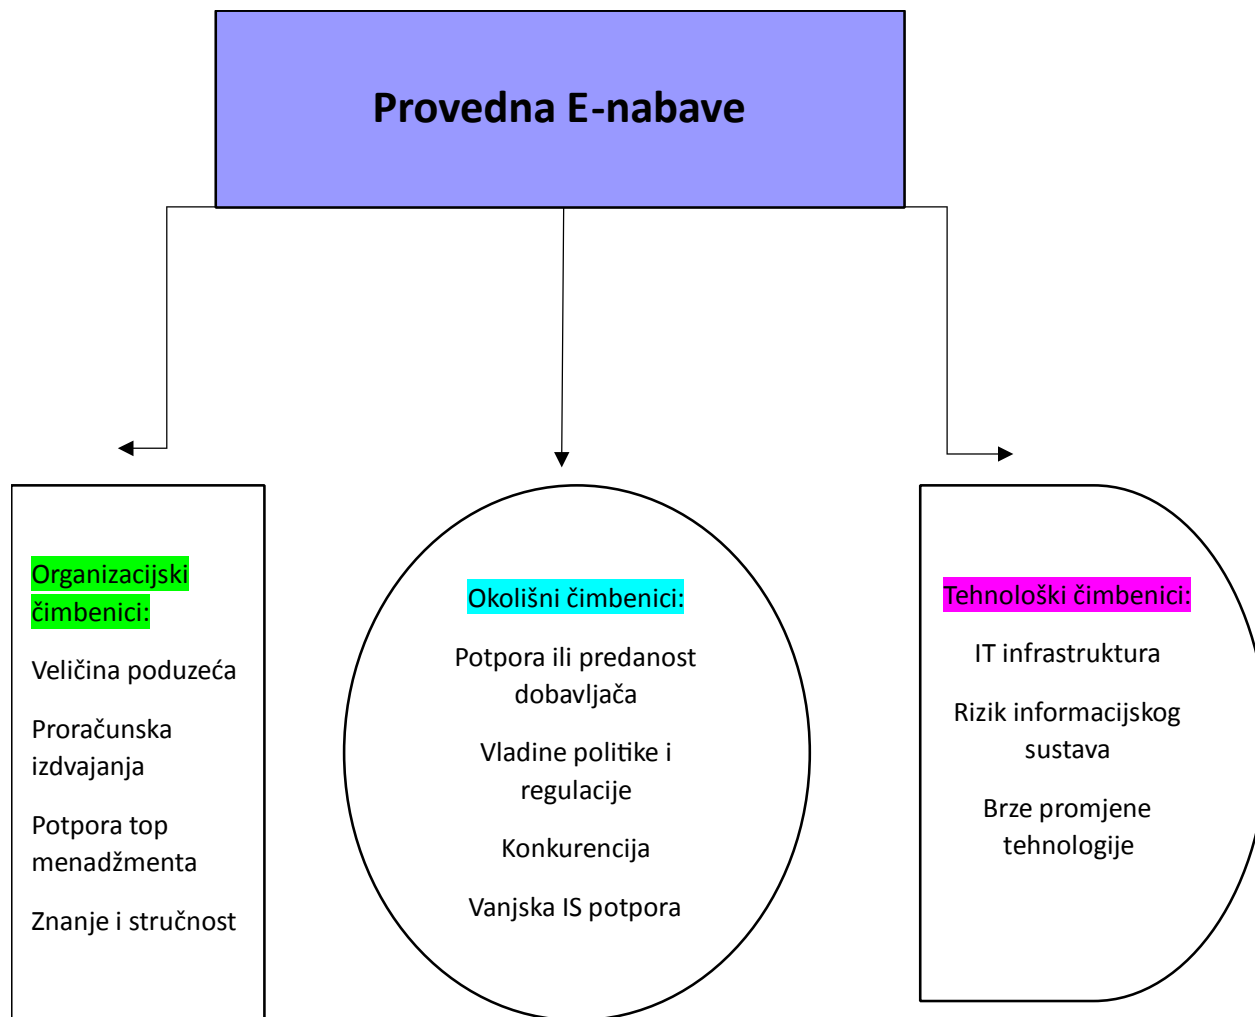 Provedna E-nabave
Organizacijski
čimbenici:
Veličina poduzeća
Proračunska
izdvajanja
Potpora top
menadžmenta
Znanje i stručnost
Okolišni čimbenici:
Potpora ili predanost
dobavljača
Vladine politike i
regulacije
Konkurencija
Vanjska IS potpora
Tehnološki čimbenici:
IT infrastruktura
Rizik informacijskog
sustava
Brze promjene
tehnologije